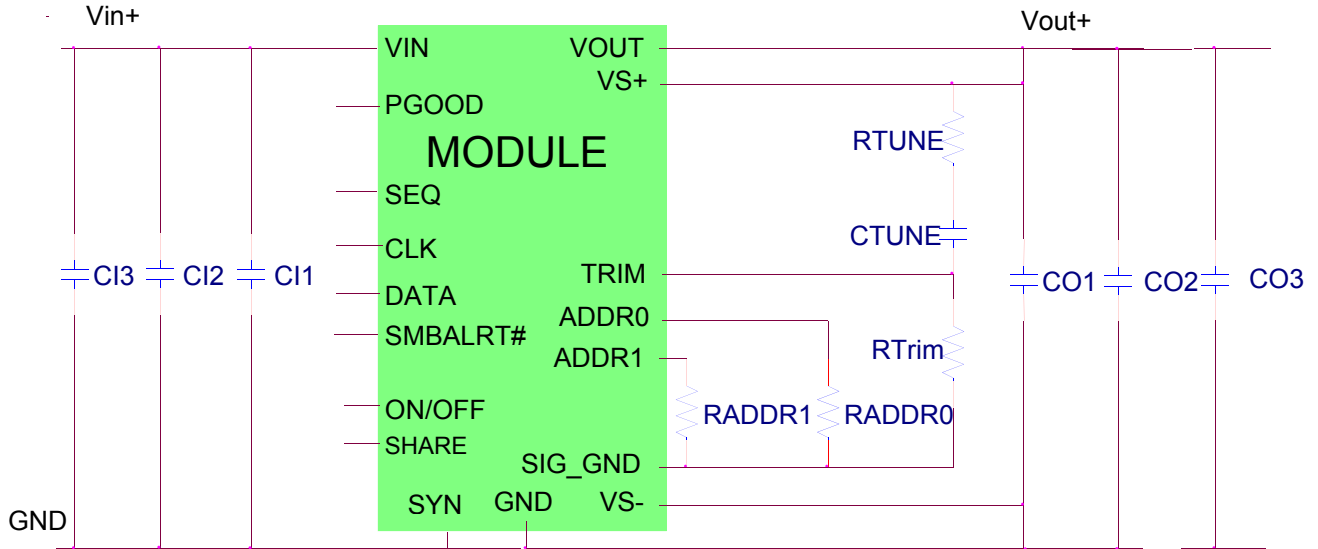 Vin+
Vout+
VIN
VOUT
VS+
PGOOD
RTUNE
MODULE
SEQ
CTUNE
CLK
TRIM
CI3
CI2
CI1
DATA
CO1
CO2
CO3
ADDR0
SMBALRT#
RTrim
ADDR1
ON/OFF
RADDR1
RADDR0
SHARE
SIG_GND
SYN
GND
VS-
GND